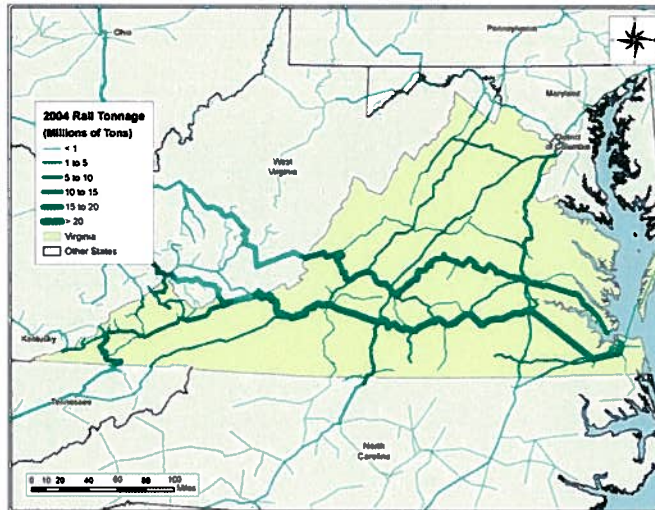 Ohio
Pennsylvania
Maryland
District
of Columbia
2004 Rail Tonnage
(Millions of Tons)
< 1
1 to 5
5 to 10
10 to 15
15 to 20
> 20
Virginia
Other States
West
Virginia
Kentucky
Tennessee
North
Carolina
0 10 20 40 60 80 100
Miles